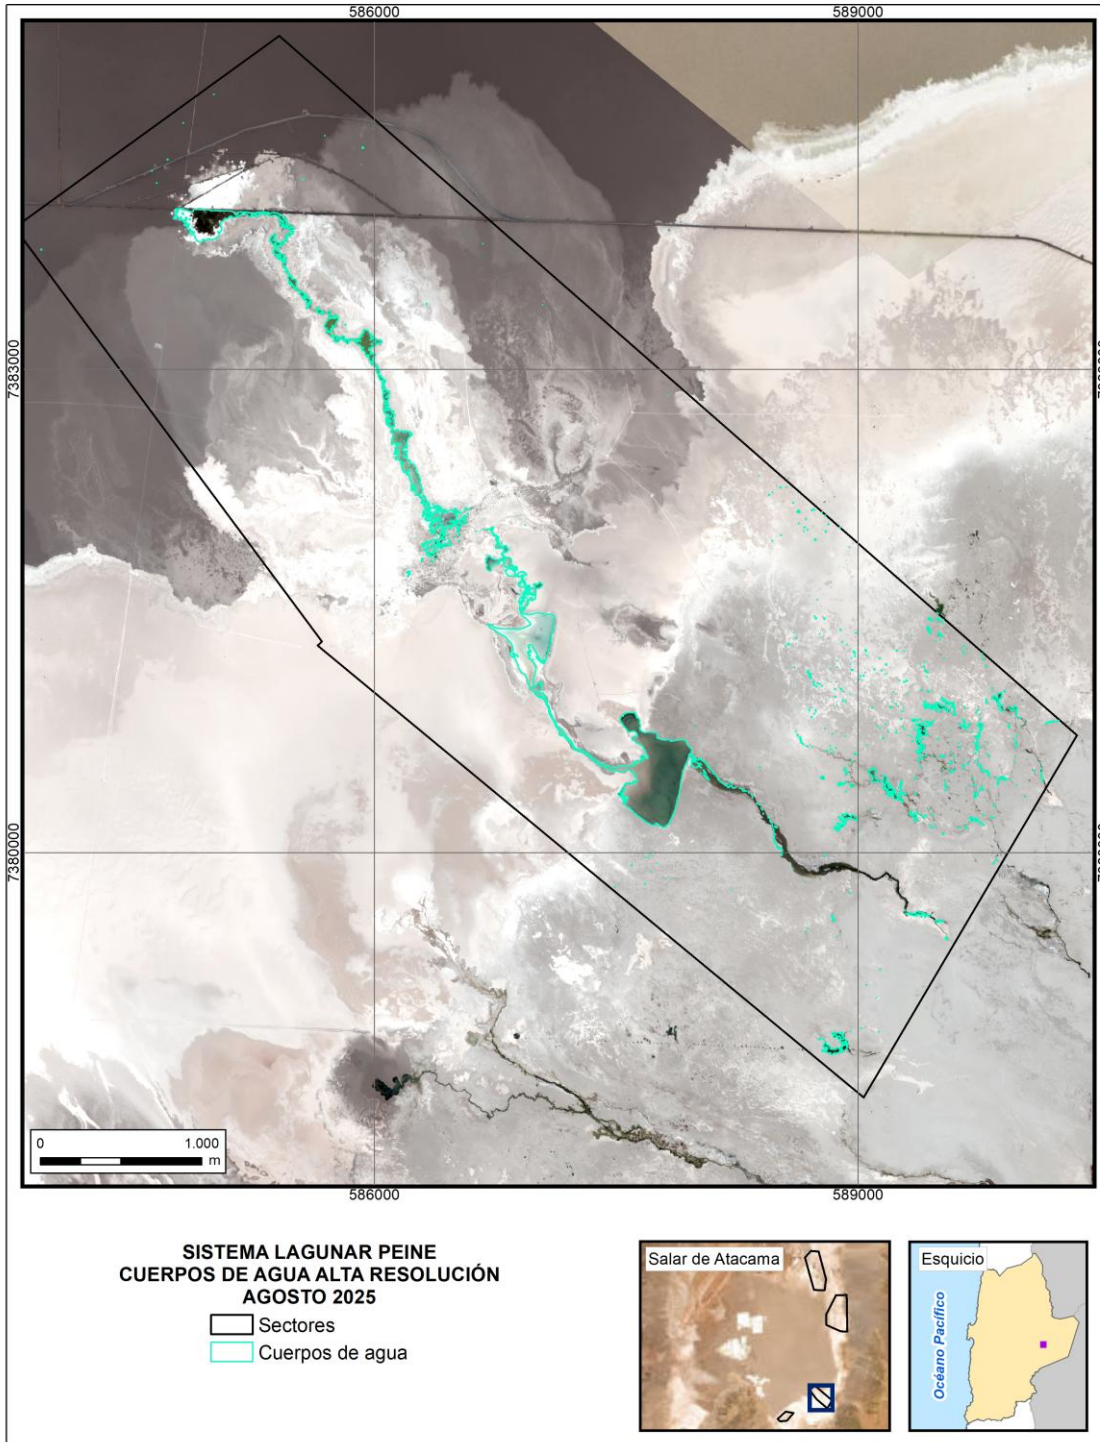 586000 589000
7383000
7380000
0 1.000
m
586000 589000
SISTEMA LAGUNAR PEINE
CUERPOS DE AGUA ALTA RESOLUCIÓN
AGOSTO 2025
Sectores
Cuerpos de agua
Salar de Atacama
Esquicio
Océano Pacífico